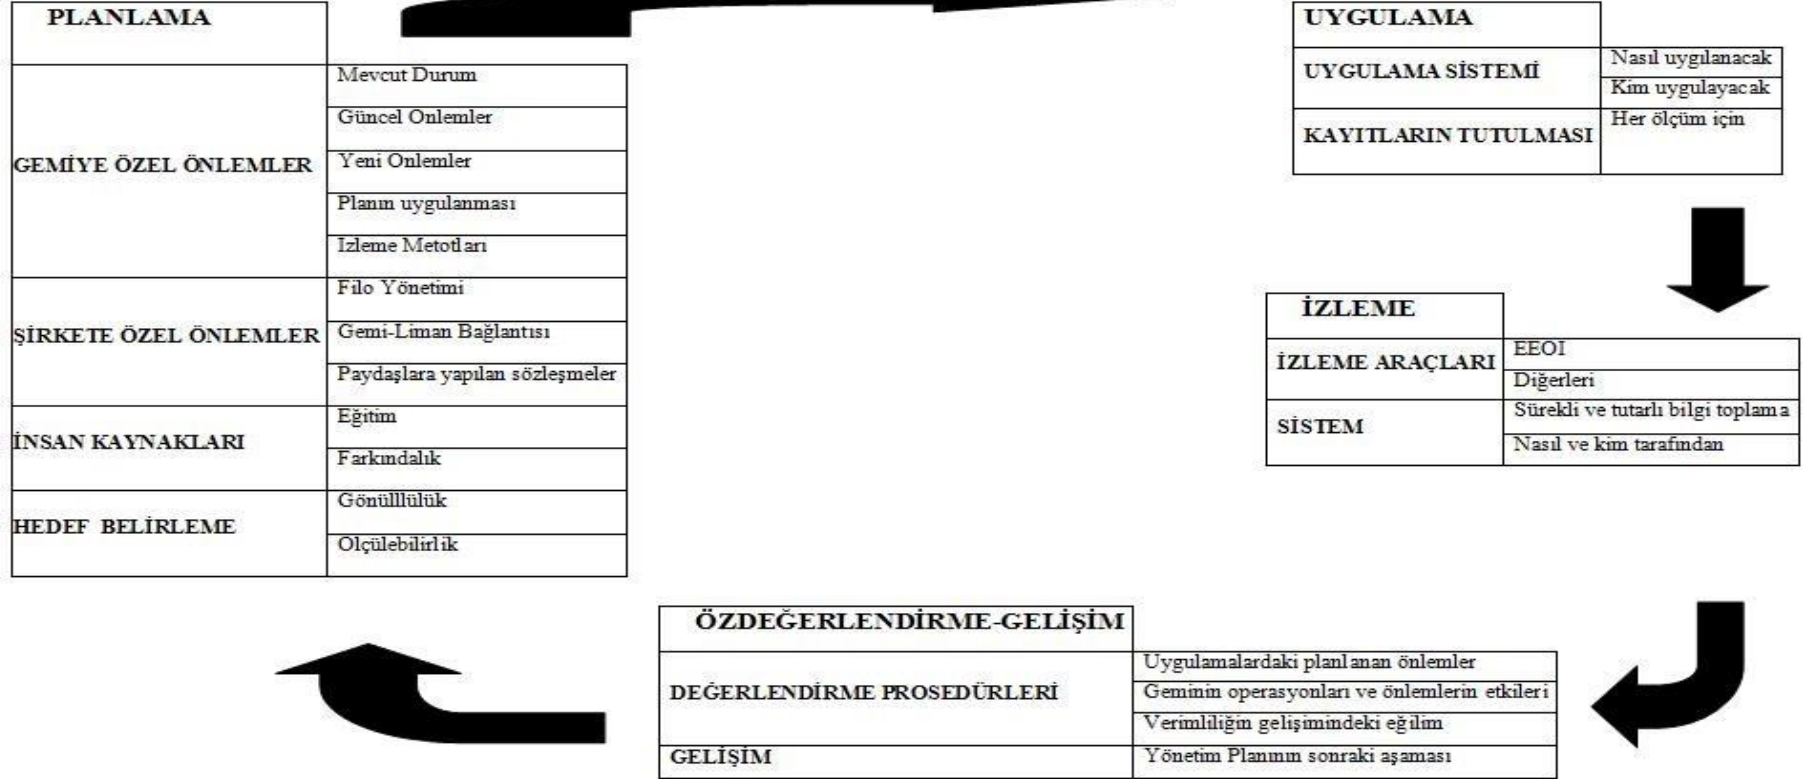 PLANLAMA
GEMİYE ÖZEL ÖNLEMLER
Mevcut Durum
Güncel Onlemler
Yeni Onlemler
Planın uygulanması
Izleme Metotları
ŞİRKETE ÖZEL ÖNLEMLER
Filo Yönetimi
Gemi-Liman Bağlantısı
Paydaşlara yapılan sözleşmeler
İNSAN KAYNAKLARI
Eğitim
Farkındalık
HEDEF BELİRLEME
Gönülllülük
Olçülebilirlik
UYGULAMA
UYGULAMA SİSTEMİ
Nasıl uygılanacak
Kim uygulayacak
KAYITLARIN TUTULMASI
Her ölçüm için
İZLEME
İZLEME ARAÇLARI
EEOI
Diğerleri
SİSTEM
Sürekli ve tutarlı bilgi toplama
Nasıl ve kim tarafından
ÖZDEĞERLENDİRME-GELİŞİM
DEĞERLENDİRME PROSEDÜRLERİ
Uygulamalardaki planlanan önlemler
Geminin operasyonları ve önlemlerin etkileri
Verimliliğin gelişimindeki eğilim
GELİŞİM
Yönetim Planının sonraki aşaması